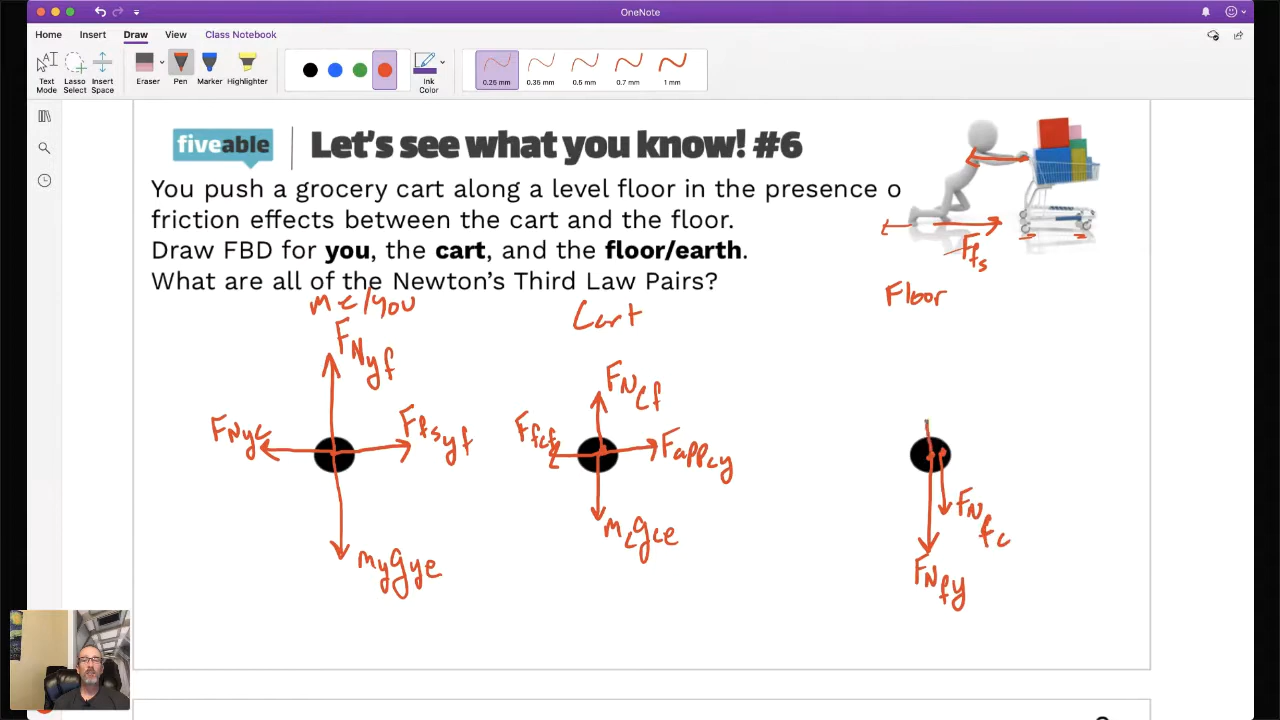 OneNote
Home Insert Draw View Class Notebook
Text Mode
Lasso Select
Insert Space
Eraser
Pen
Marker
Highlighter
Ink Color
0.25 mm
0.35 mm
0.5 mm
0.7 mm
1 mm
fiveable
Let's see what you know! #6
You push a grocery cart along a level floor in the presence o
friction effects between the cart and the floor.
Draw FBD for you, the cart, and the floor/earth.
What are all of the Newton's Third Law Pairs?
Ffs
Me/you
Cart
Floor
FNyf
FNyc
Ffsyf
mygye
FNcf
Ffcf
Fappcy
mcgce
FNfc
FNfy